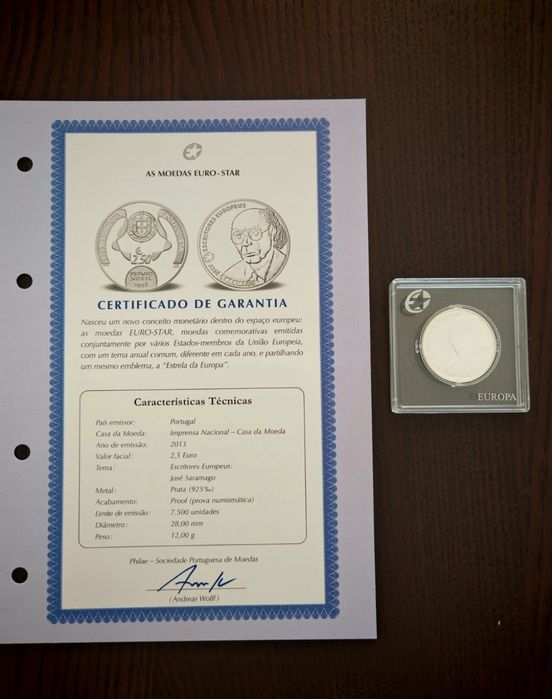 AS MOEDAS EURO-STAR
€
2.50
PRÉMIO
NOBEL
1998
ESCRITORES EUROPEUS
JOSÉ SARAMAGO
CERTIFICADO DE GARANTIA
Nasceu um novo conceito monetário dentro do espaço europeu:
as moedas EURO-STAR, moedas comemorativas emitidas
conjuntamente por vários Estados-membros da União Europeia,
com um tema anual comum, diferente em cada ano, e partilhando
um mesmo emblema, a "Estrela da Europa".
Características Técnicas
País emissor: Portugal
Casa da Moeda: Imprensa Nacional – Casa da Moeda
Ano de emissão: 2013
Valor facial: 2,5 Euro
Tema: Escritores Europeus:
José Saramago
Metal: Prata (925‰)
Acabamento: Proof (prova numismática)
Limite de emissão: 7.500 unidades
Diâmetro: 28,00 mm
Peso: 12,00 g
Philae – Sociedade Portuguesa de Moedas
(Andreas Wolff)
EUROPA